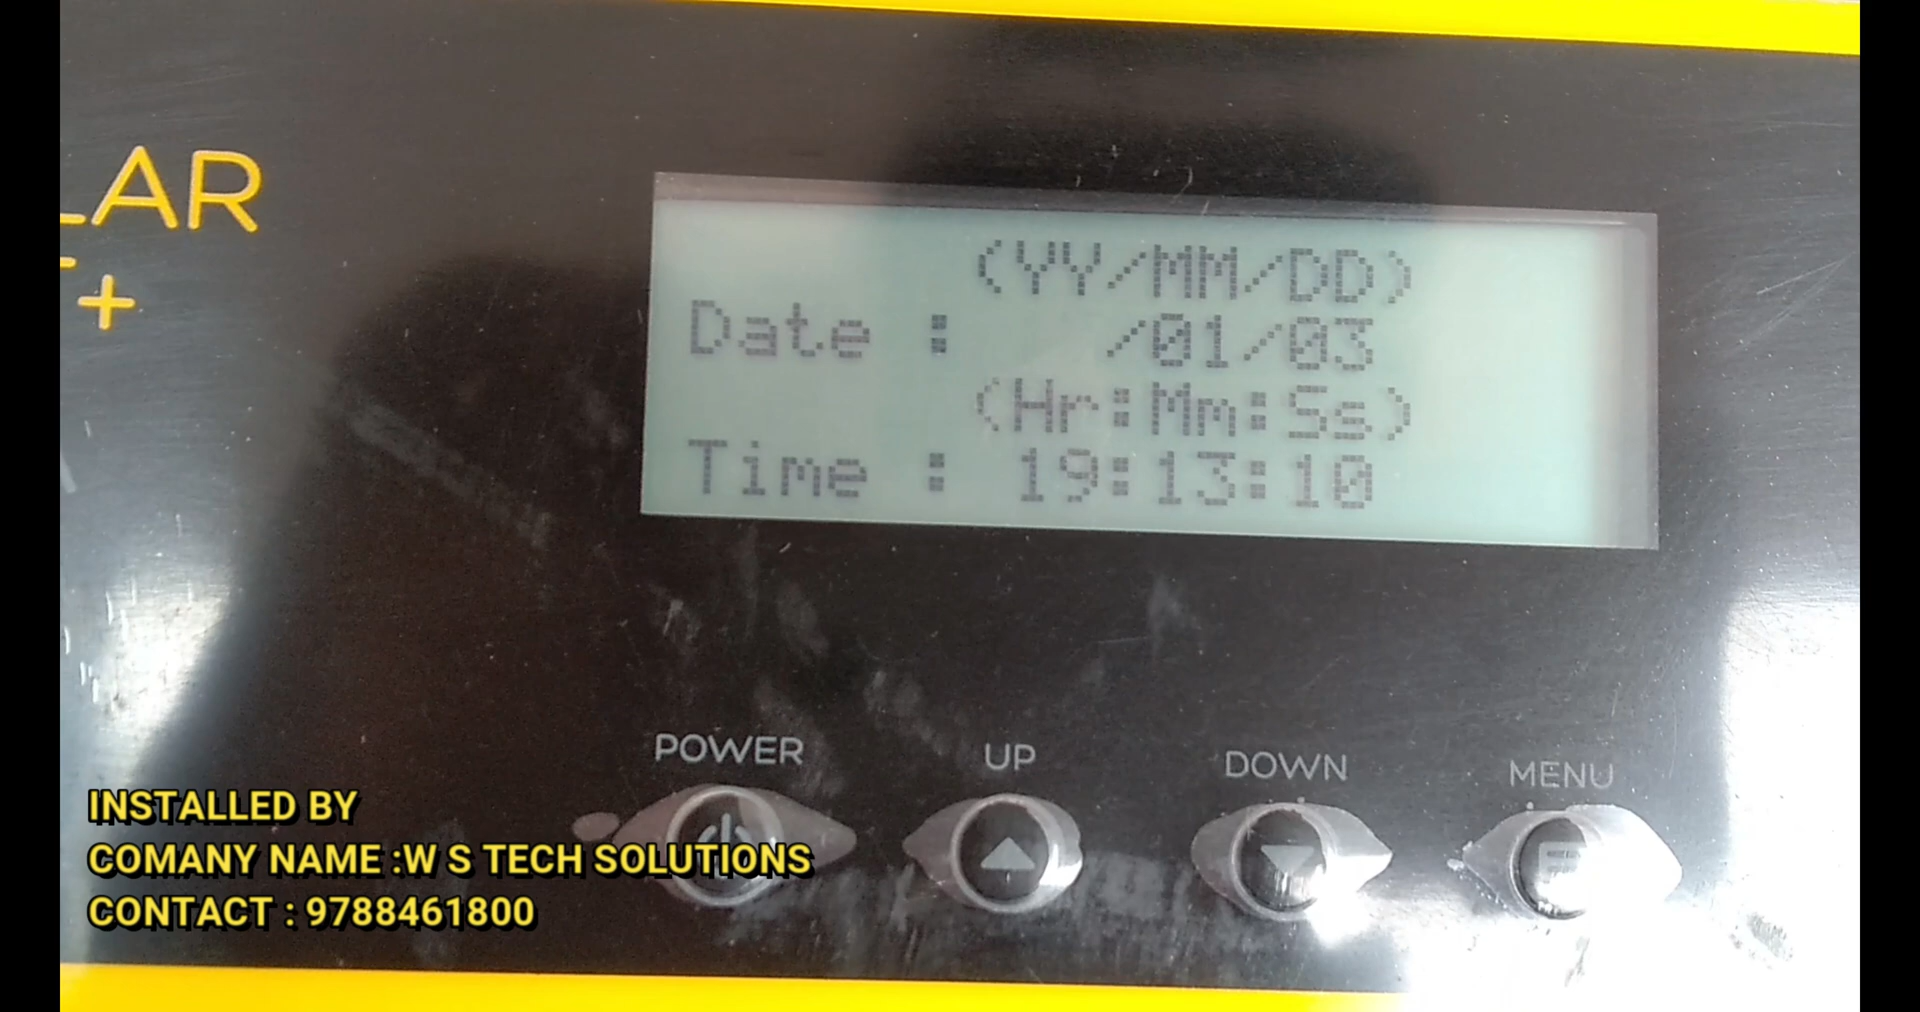 LAR
+
(YY/MM/DD)
Date : /01/03
(Hr:Mm:Ss)
Time : 19:13:10
POWER UP DOWN MENU
INSTALLED BY
COMANY NAME :W S TECH SOLUTIONS
CONTACT : 9788461800